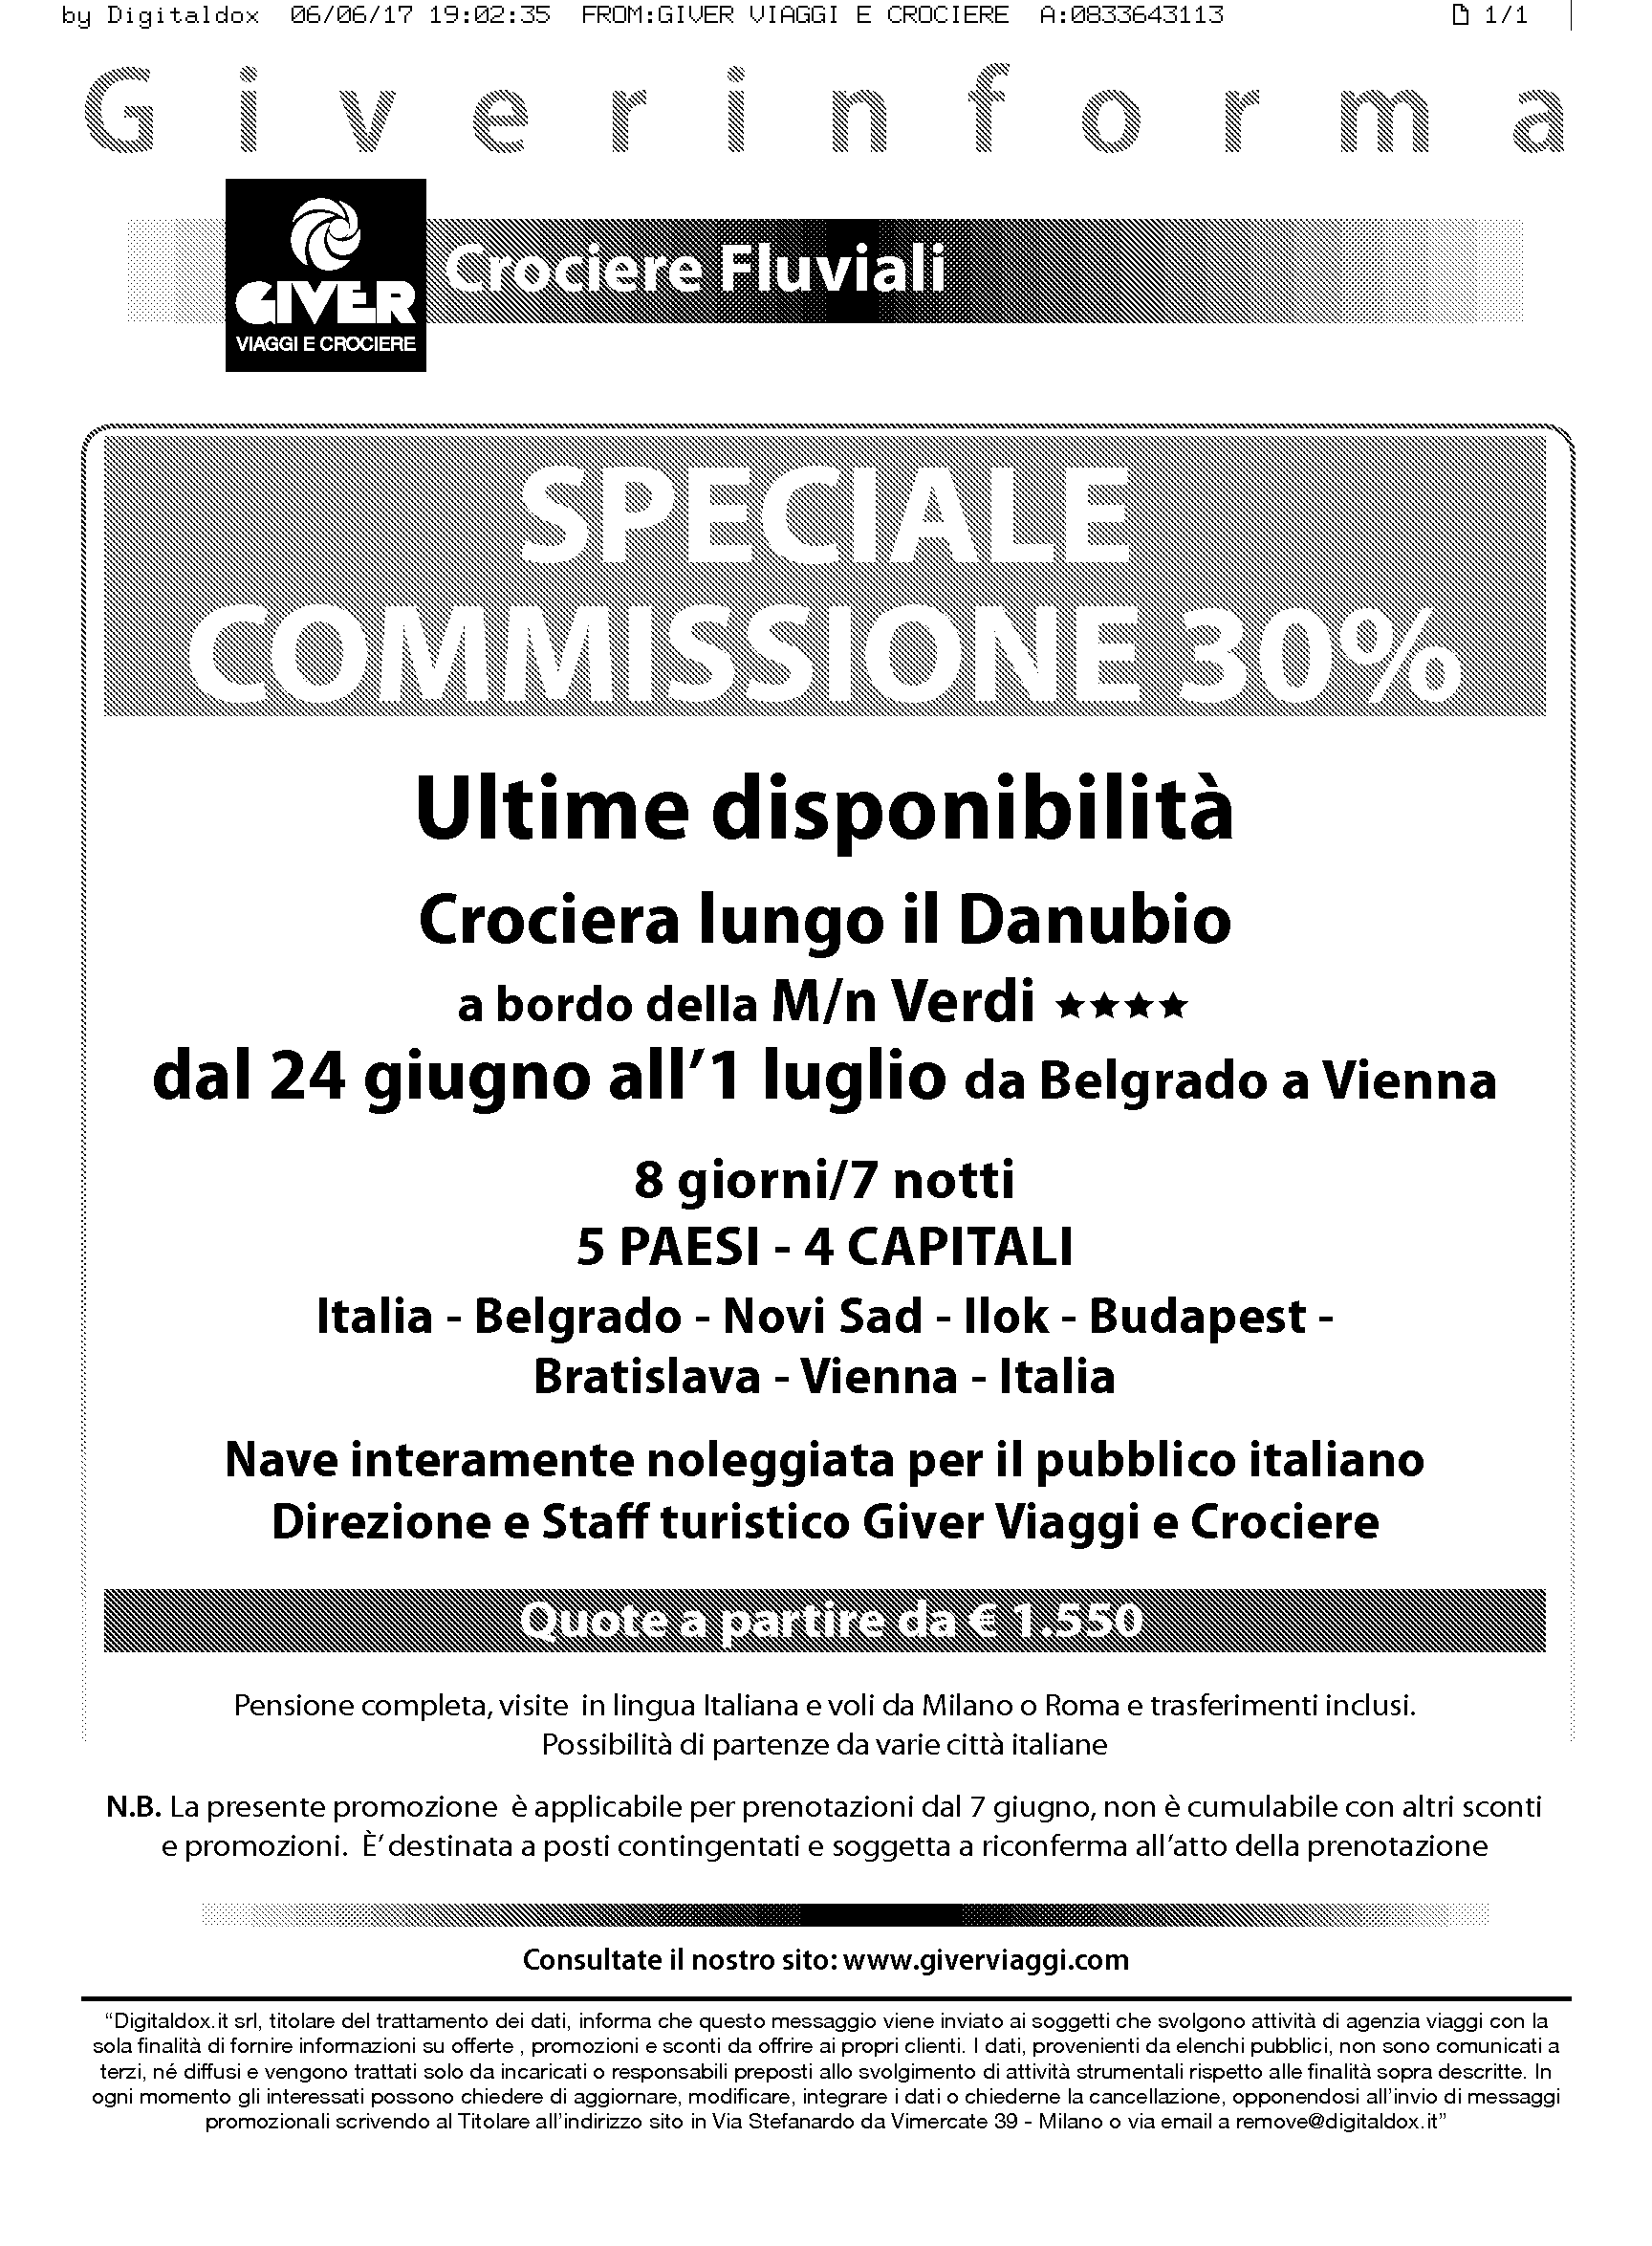 by Digitaldox 06/06/17 19:02:35 FROM:GIVER VIAGGI E CROCIERE A:0833643113 1/1
Giverinforma
Crociere Fluviali
GIVER
VIAGGI E CROCIERE
SPECIALE
COMMISSIONE 30%
Ultime disponibilità
Crociera lungo il Danubio
a bordo della M/n Verdi ★★★★
dal 24 giugno all’1 luglio da Belgrado a Vienna
8 giorni/7 notti
5 PAESI - 4 CAPITALI
Italia - Belgrado - Novi Sad - Ilok - Budapest -
Bratislava - Vienna - Italia
Nave interamente noleggiata per il pubblico italiano
Direzione e Staff turistico Giver Viaggi e Crociere
Quote a partire da € 1.550
Pensione completa, visite in lingua Italiana e voli da Milano o Roma e trasferimenti inclusi.
Possibilità di partenze da varie città italiane
N.B. La presente promozione è applicabile per prenotazioni dal 7 giugno, non è cumulabile con altri sconti
e promozioni. È’ destinata a posti contingentati e soggetta a riconferma all’atto della prenotazione
Consultate il nostro sito: www.giverviaggi.com
“Digitaldox.it srl, titolare del trattamento dei dati, informa che questo messaggio viene inviato ai soggetti che svolgono attività di agenzia viaggi con la
sola finalità di fornire informazioni su offerte , promozioni e sconti da offrire ai propri clienti. I dati, provenienti da elenchi pubblici, non sono comunicati a
terzi, né diffusi e vengono trattati solo da incaricati o responsabili preposti allo svolgimento di attività strumentali rispetto alle finalità sopra descritte. In
ogni momento gli interessati possono chiedere di aggiornare, modificare, integrare i dati o chiederne la cancellazione, opponendosi all’invio di messaggi
promozionali scrivendo al Titolare all’indirizzo sito in Via Stefanardo da Vimercate 39 - Milano o via email a remove@digitaldox.it”